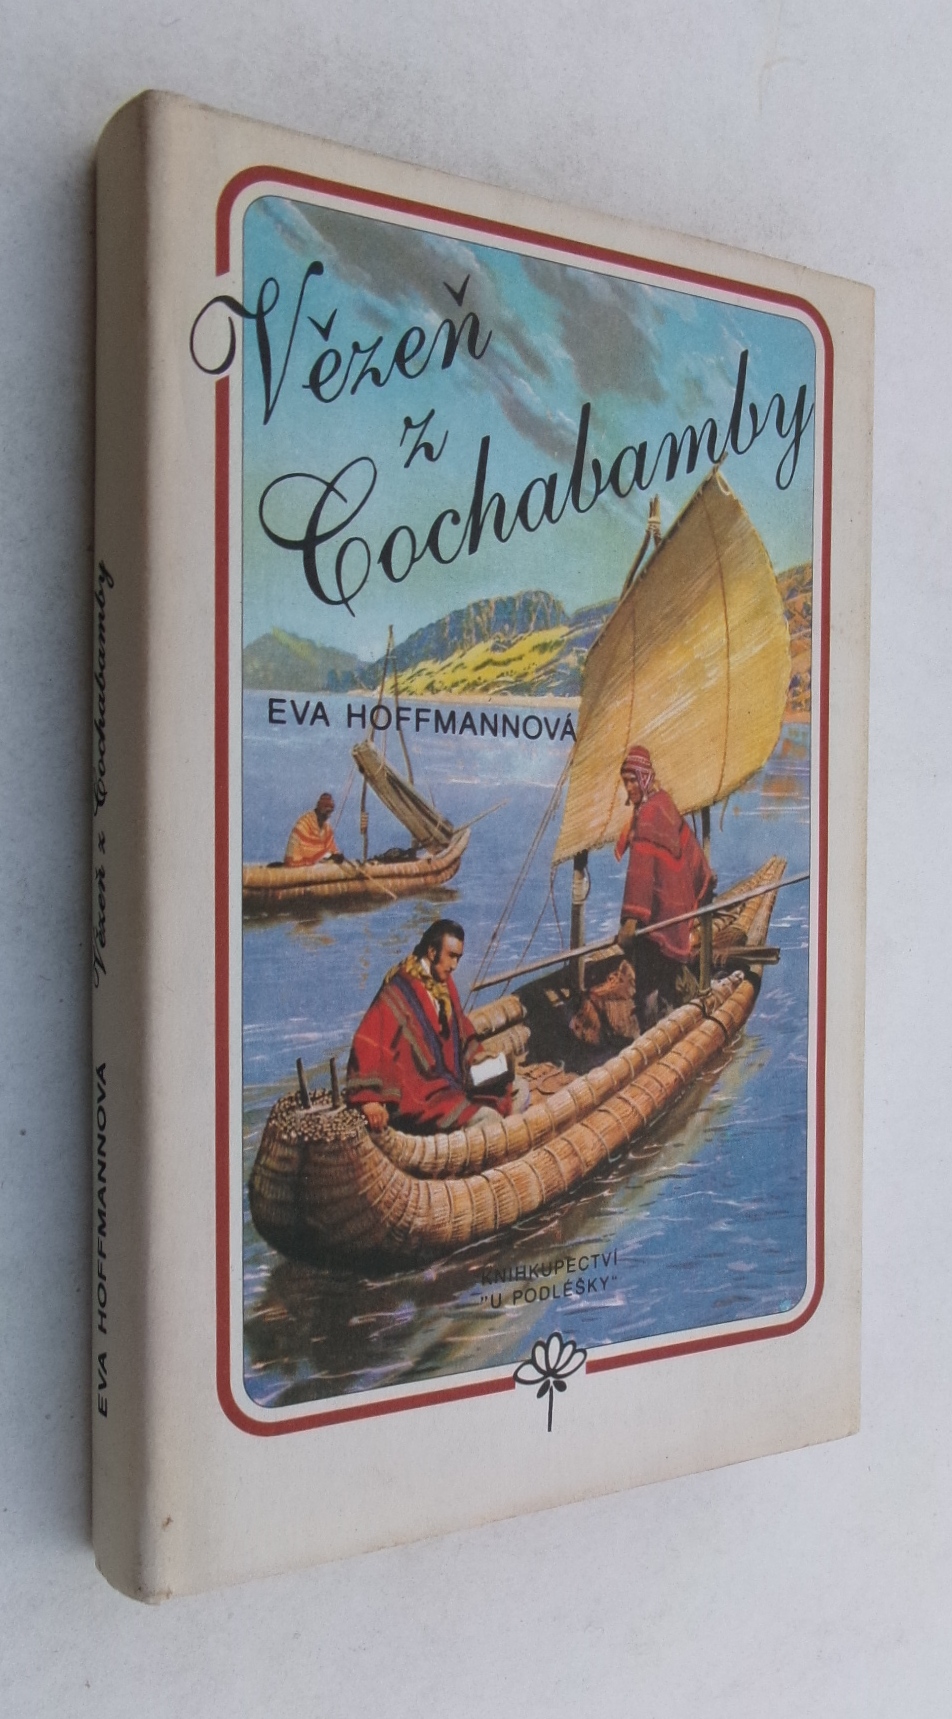 Vězeň
z
Cochabamby
EVA HOFFMANNOVÁ
KNIHKUPECTVÍ
"U PODLÉŠKY"
EVA HOFFMANNOVÁ Vězeň z Cochabamby